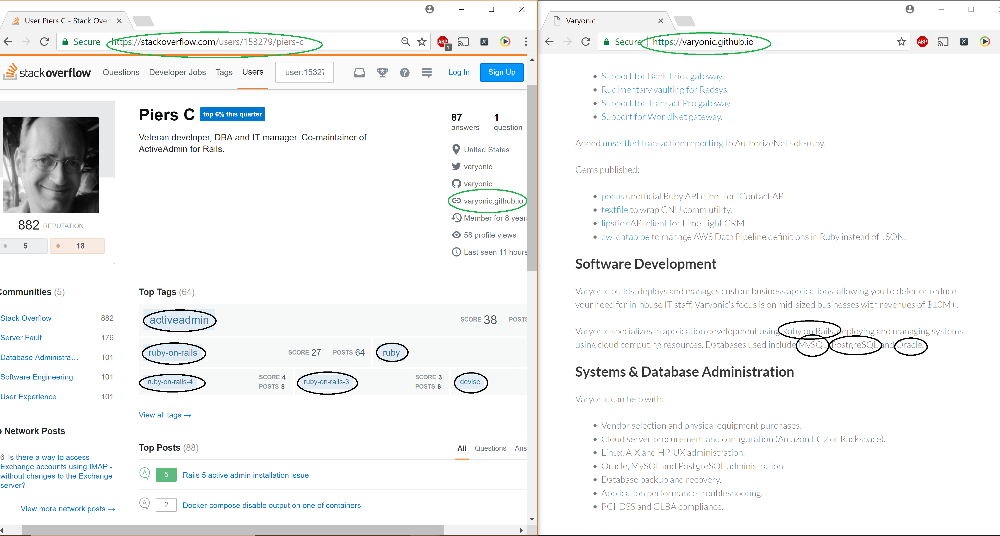 User Piers C - Stack Over
Secure https://stackoverflow.com/users/153279/piers-c
ABP 1
stackoverflow Questions Developer Jobs Tags Users user:15327 Log In Sign Up
Piers C top 6% this quarter
Veteran developer, DBA and IT manager. Co-maintainer of
ActiveAdmin for Rails.
87 1
answers question
United States
varyonic
varyonic
varyonic.github.io
Member for 8 year
58 profile views
Last seen 11 hours
882 REPUTATION
5 18
Communities (5)
Stack Overflow 882
Server Fault 176
Database Administra... 101
Software Engineering 101
User Experience 101
Network Posts
6 Is there a way to access
Exchange accounts using IMAP -
without changes to the Exchange
server?
View more network posts →
Top Tags (64)
activeadmin SCORE 38 POSTS
ruby-on-rails SCORE 27 POSTS 64 ruby
ruby-on-rails-4 SCORE 4 POSTS 8 ruby-on-rails-3 SCORE 3 POSTS 6 devise
View all tags →
Top Posts (88) All Questions Ans
A 5 Rails 5 active admin installation issue
A 2 Docker-compose disable output on one of containers
Varyonic
Secure https://varyonic.github.io
ABP
Support for Bank Frick gateway.
Rudimentary vaulting for Redsys.
Support for Transact Pro gateway.
Support for WorldNet gateway.
Added unsettled transaction reporting to AuthorizeNet sdk-ruby.
Gems published:
pocus unofficial Ruby API client for iContact API.
textfile to wrap GNU comm utility.
lipstick API client for Lime Light CRM.
aw_datapipe to manage AWS Data Pipeline definitions in Ruby instead of JSON.
Software Development
Varyonic builds, deploys and manages custom business applications, allowing you to defer or reduce
your need for in-house IT staff. Varyonic’s focus is on mid-sized businesses with revenues of $10M+.
Varyonic specializes in application development using Ruby on Rails, deploying and managing systems
using cloud computing resources. Databases used include MySQL, PostgreSQL and Oracle.
Systems & Database Administration
Varyonic can help with:
Vendor selection and physical equipment purchases.
Cloud server procurement and configuration (Amazon EC2 or Rackspace).
Linux, AIX and HP-UX administration.
Oracle, MySQL and PostgreSQL administration.
Database backup and recovery.
Application performance troubleshooting.
PCI-DSS and GLBA compliance.